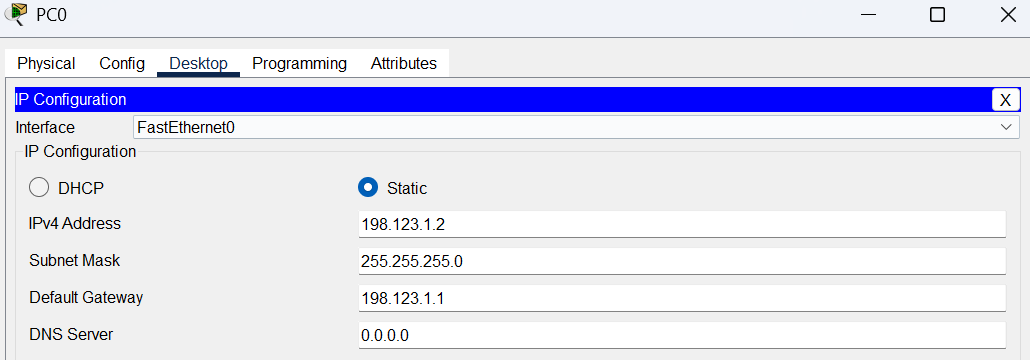 PC0
Physical Config Desktop Programming Attributes
IP Configuration X
Interface FastEthernet0
IP Configuration
DHCP Static
IPv4 Address 198.123.1.2
Subnet Mask 255.255.255.0
Default Gateway 198.123.1.1
DNS Server 0.0.0.0